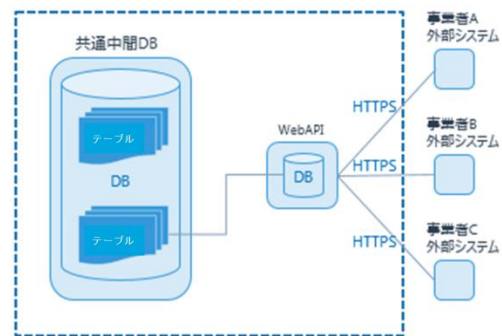 共通中間DB
テーブル
DB
テーブル
WebAPI
DB
HTTPS
HTTPS
HTTPS
事業者A
外部システム
事業者B
外部システム
事業者C
外部システム